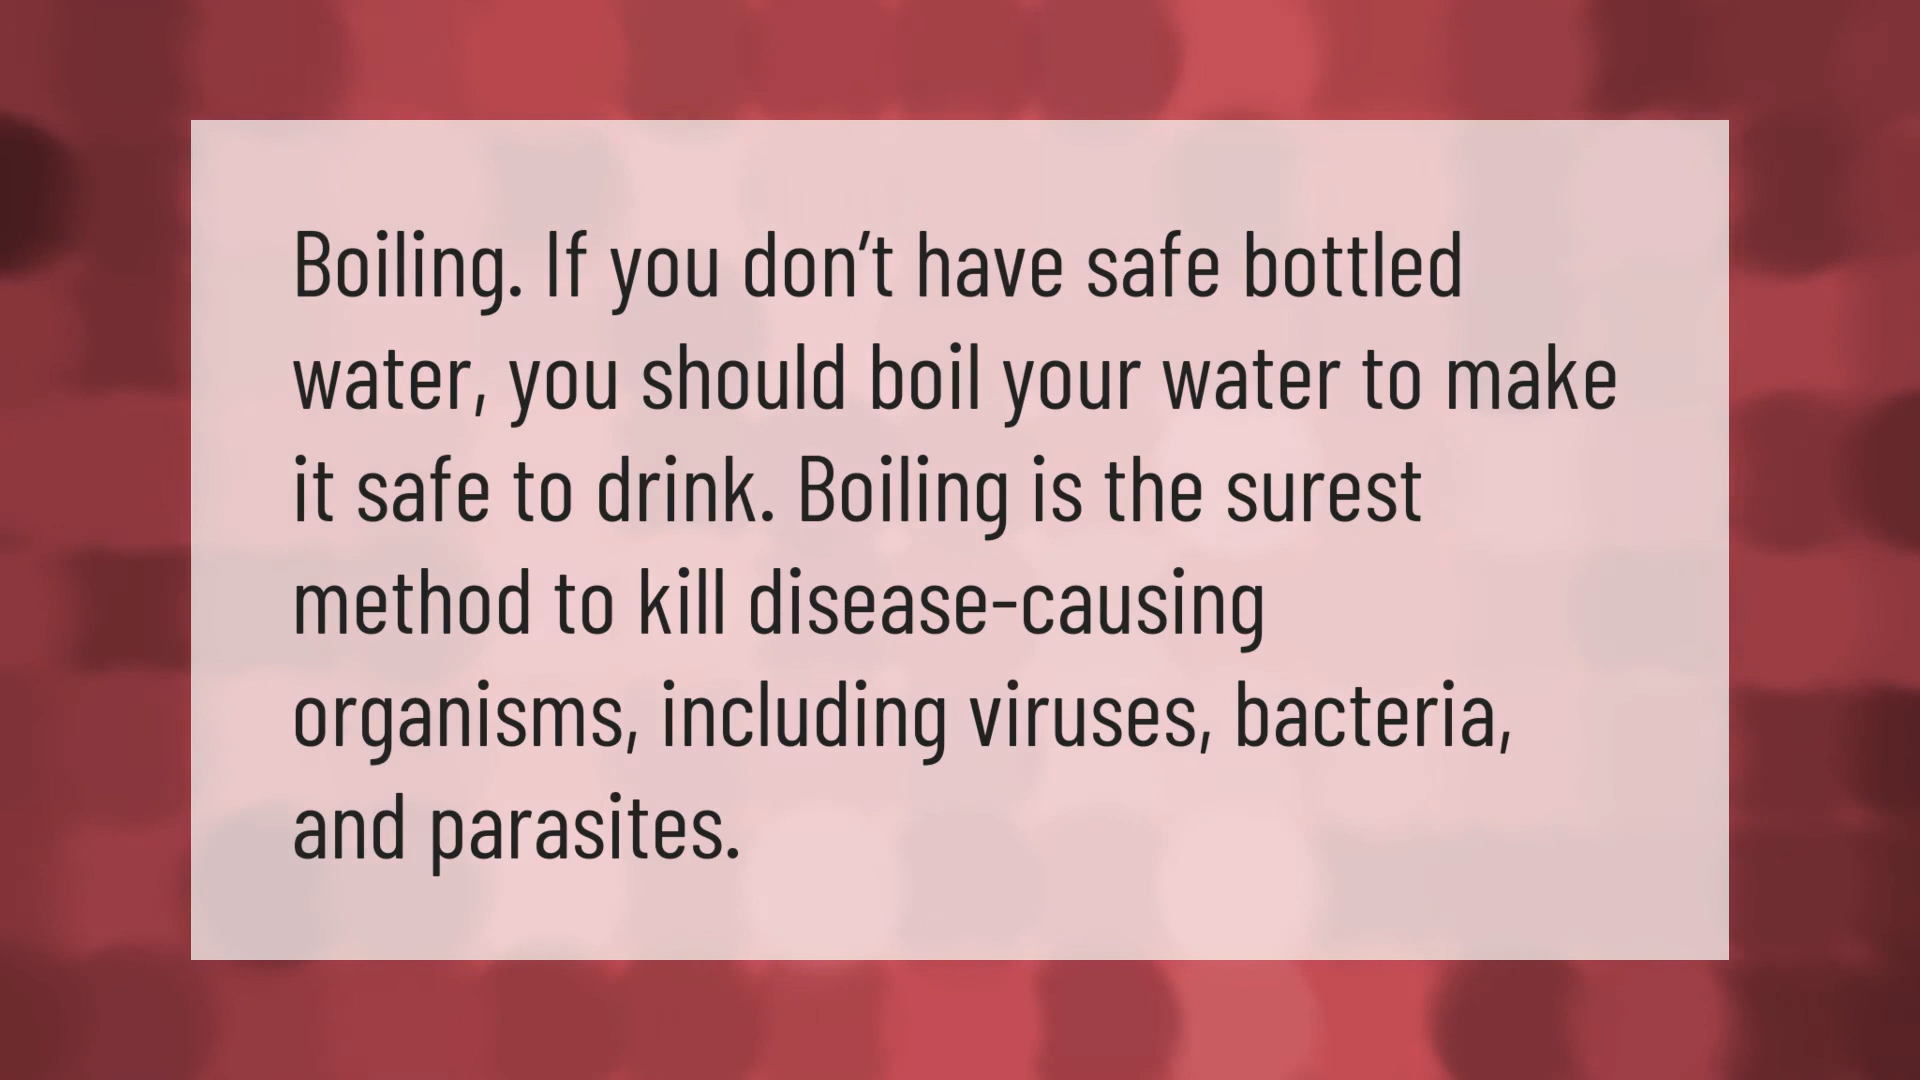 Boiling. If you don’t have safe bottled
water, you should boil your water to make
it safe to drink. Boiling is the surest
method to kill disease-causing
organisms, including viruses, bacteria,
and parasites.